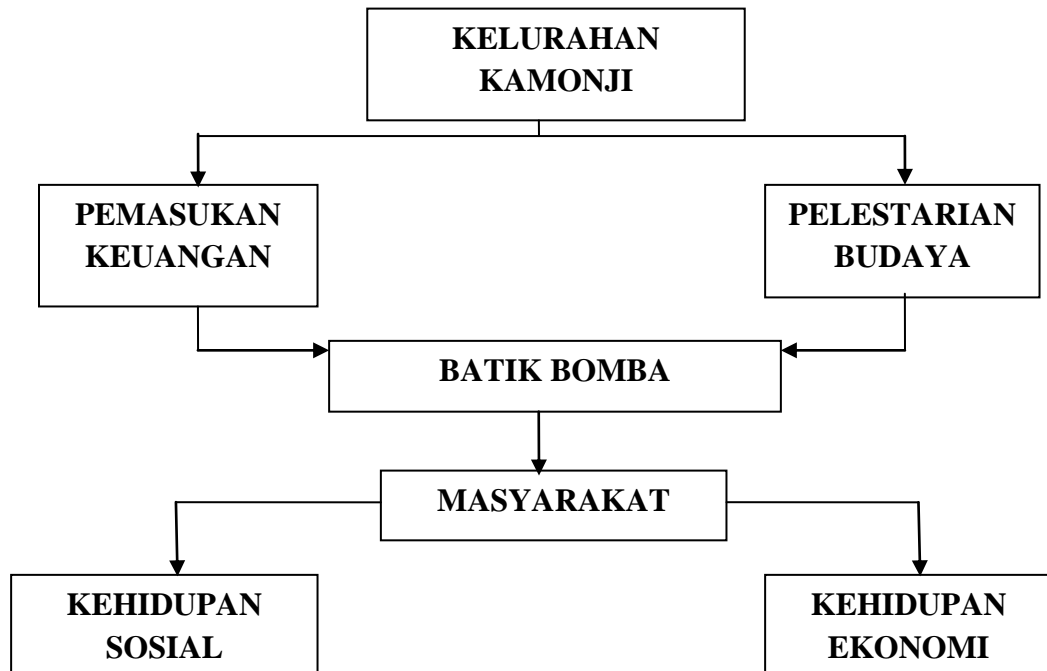 KELURAHAN
KAMONJI
PEMASUKAN
KEUANGAN
PELESTARIAN
BUDAYA
BATIK BOMBA
MASYARAKAT
KEHIDUPAN
SOSIAL
KEHIDUPAN
EKONOMI